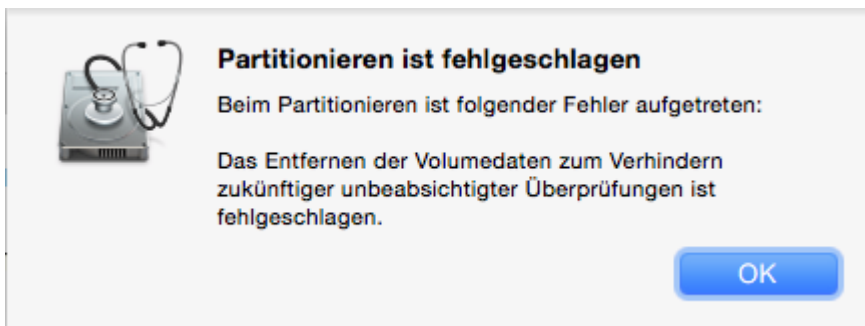 Partitionieren ist fehlgeschlagen
Beim Partitionieren ist folgender Fehler aufgetreten:
Das Entfernen der Volumedaten zum Verhindern
zukünftiger unbeabsichtigter Überprüfungen ist
fehlgeschlagen.
OK